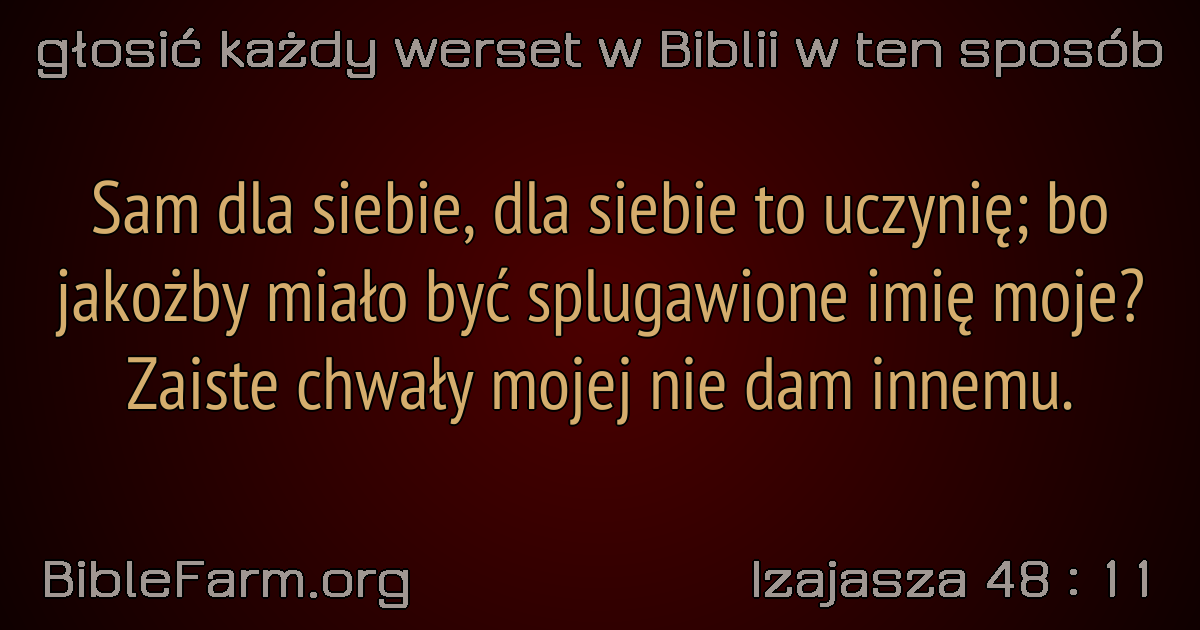 głosić każdy werset w Biblii w ten sposób
Sam dla siebie, dla siebie to uczynię; bo
jakożby miało być splugawione imię moje?
Zaiste chwały mojej nie dam innemu.
BibleFarm.org
Izajasza 48 : 11